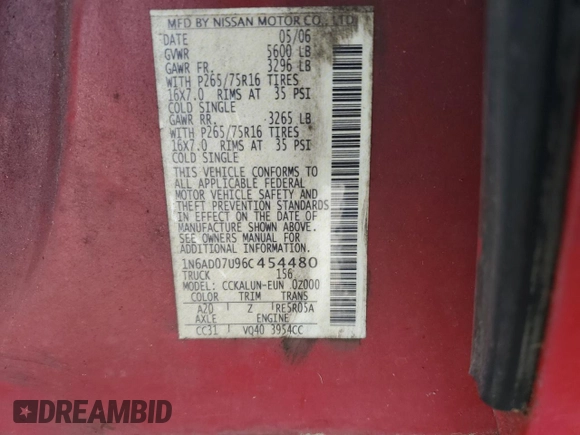 MFD BY NISSAN MOTOR CO., LTD.
DATE 05/06
GVWR 5600 LB
GAWR FR. 3296 LB
WITH P265/75R16 TIRES
16X7.0 RIMS AT 35 PSI
COLD SINGLE
GAWR RR. 3265 LB
WITH P265/75R16 TIRES
16X7.0 RIMS AT 35 PSI
COLD SINGLE
THIS VEHICLE CONFORMS TO
ALL APPLICABLE FEDERAL
MOTOR VEHICLE SAFETY AND
THEFT PREVENTION STANDARDS
IN EFFECT ON THE DATE OF
MANUFACTURE SHOWN ABOVE.
SEE OWNERS MANUAL FOR
ADDITIONAL INFORMATION.
1N6AD07U96C454480
TRUCK 156
MODEL: CCKALUN-EUN 0Z000
COLOR TRIM TRANS
A20 Z RE5R05A
AXLE ENGINE
CC31 VQ40 3954CC
DREAMBID